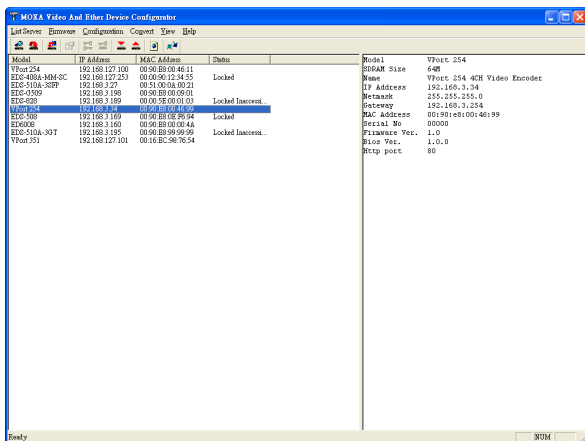 MOXA Video And Ether Device Configurator
List Server Firmware Configuration Convert View Help
Model IP Address MAC Address Status
VPort 254 192.168.127.100 00:90:E8:00:46:11
EDS-408A-MM-SC 192.168.127.253 00:00:90:12:34:55 Locked
EDS-510A-3SFP 192.168.3.27 00:51:00:0A:00:21
EDS-G509 192.168.3.198 00:90:E8:00:09:01
EDS-828 192.168.3.189 00:00:5E:00:01:03 Locked Inaccessi...
VPort 254 192.168.3.34 00:90:E8:00:46:99
EDS-508 192.168.3.169 00:90:E8:0E:F6:94 Locked
ED6008 192.168.3.160 00:90:E8:00:00:4A
EDS-510A-3GT 192.168.3.195 00:90:E8:99:99:99 Locked Inaccessi...
VPort 351 192.168.127.101 00:16:EC:98:76:54
Model VPort 254
SDRAM Size 64M
Name VPort 254 4CH Video Encoder
IP Address 192.168.3.34
Netmask 255.255.255.0
Gateway 192.168.3.254
MAC Address 00:90:e8:00:46:99
Serial No 00000
Firmware Ver. 1.0
Bios Ver. 1.0.0
Http port 80
Ready NUM